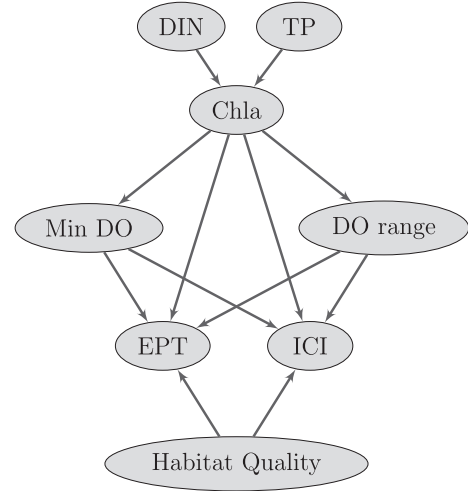 DIN
TP
Chla
Min DO
DO range
EPT
ICI
Habitat Quality